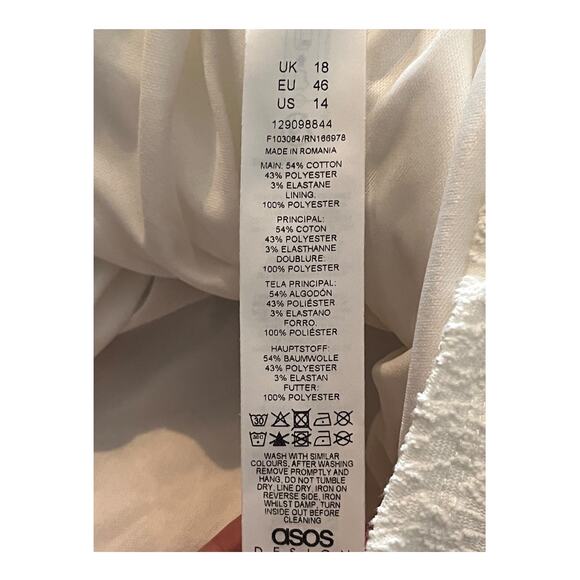 UK 18
EU 46
US 14
129098844
F103064/RN166978
MADE IN ROMANIA
MAIN: 54% COTTON
43% POLYESTER
3% ELASTANE
LINING:
100% POLYESTER
PRINCIPAL:
54% COTON
43% POLYESTER
3% ELASTHANNE
DOUBLURE:
100% POLYESTER
TELA PRINCIPAL:
54% ALGODÓN
43% POLIÉSTER
3% ELASTANO
FORRO:
100% POLIÉSTER
HAUPTSTOFF:
54% BAUMWOLLE
43% POLYESTER
3% ELASTAN
FUTTER:
100% POLYESTER
30
WASH WITH SIMILAR
COLOURS, AFTER WASHING
REMOVE PROMPTLY AND
HANG, DO NOT TUMBLE
DRY, LINE DRY, IRON ON
REVERSE SIDE, IRON
WHILST DAMP, TURN
INSIDE OUT BEFORE
CLEANING
asos
DESIGN